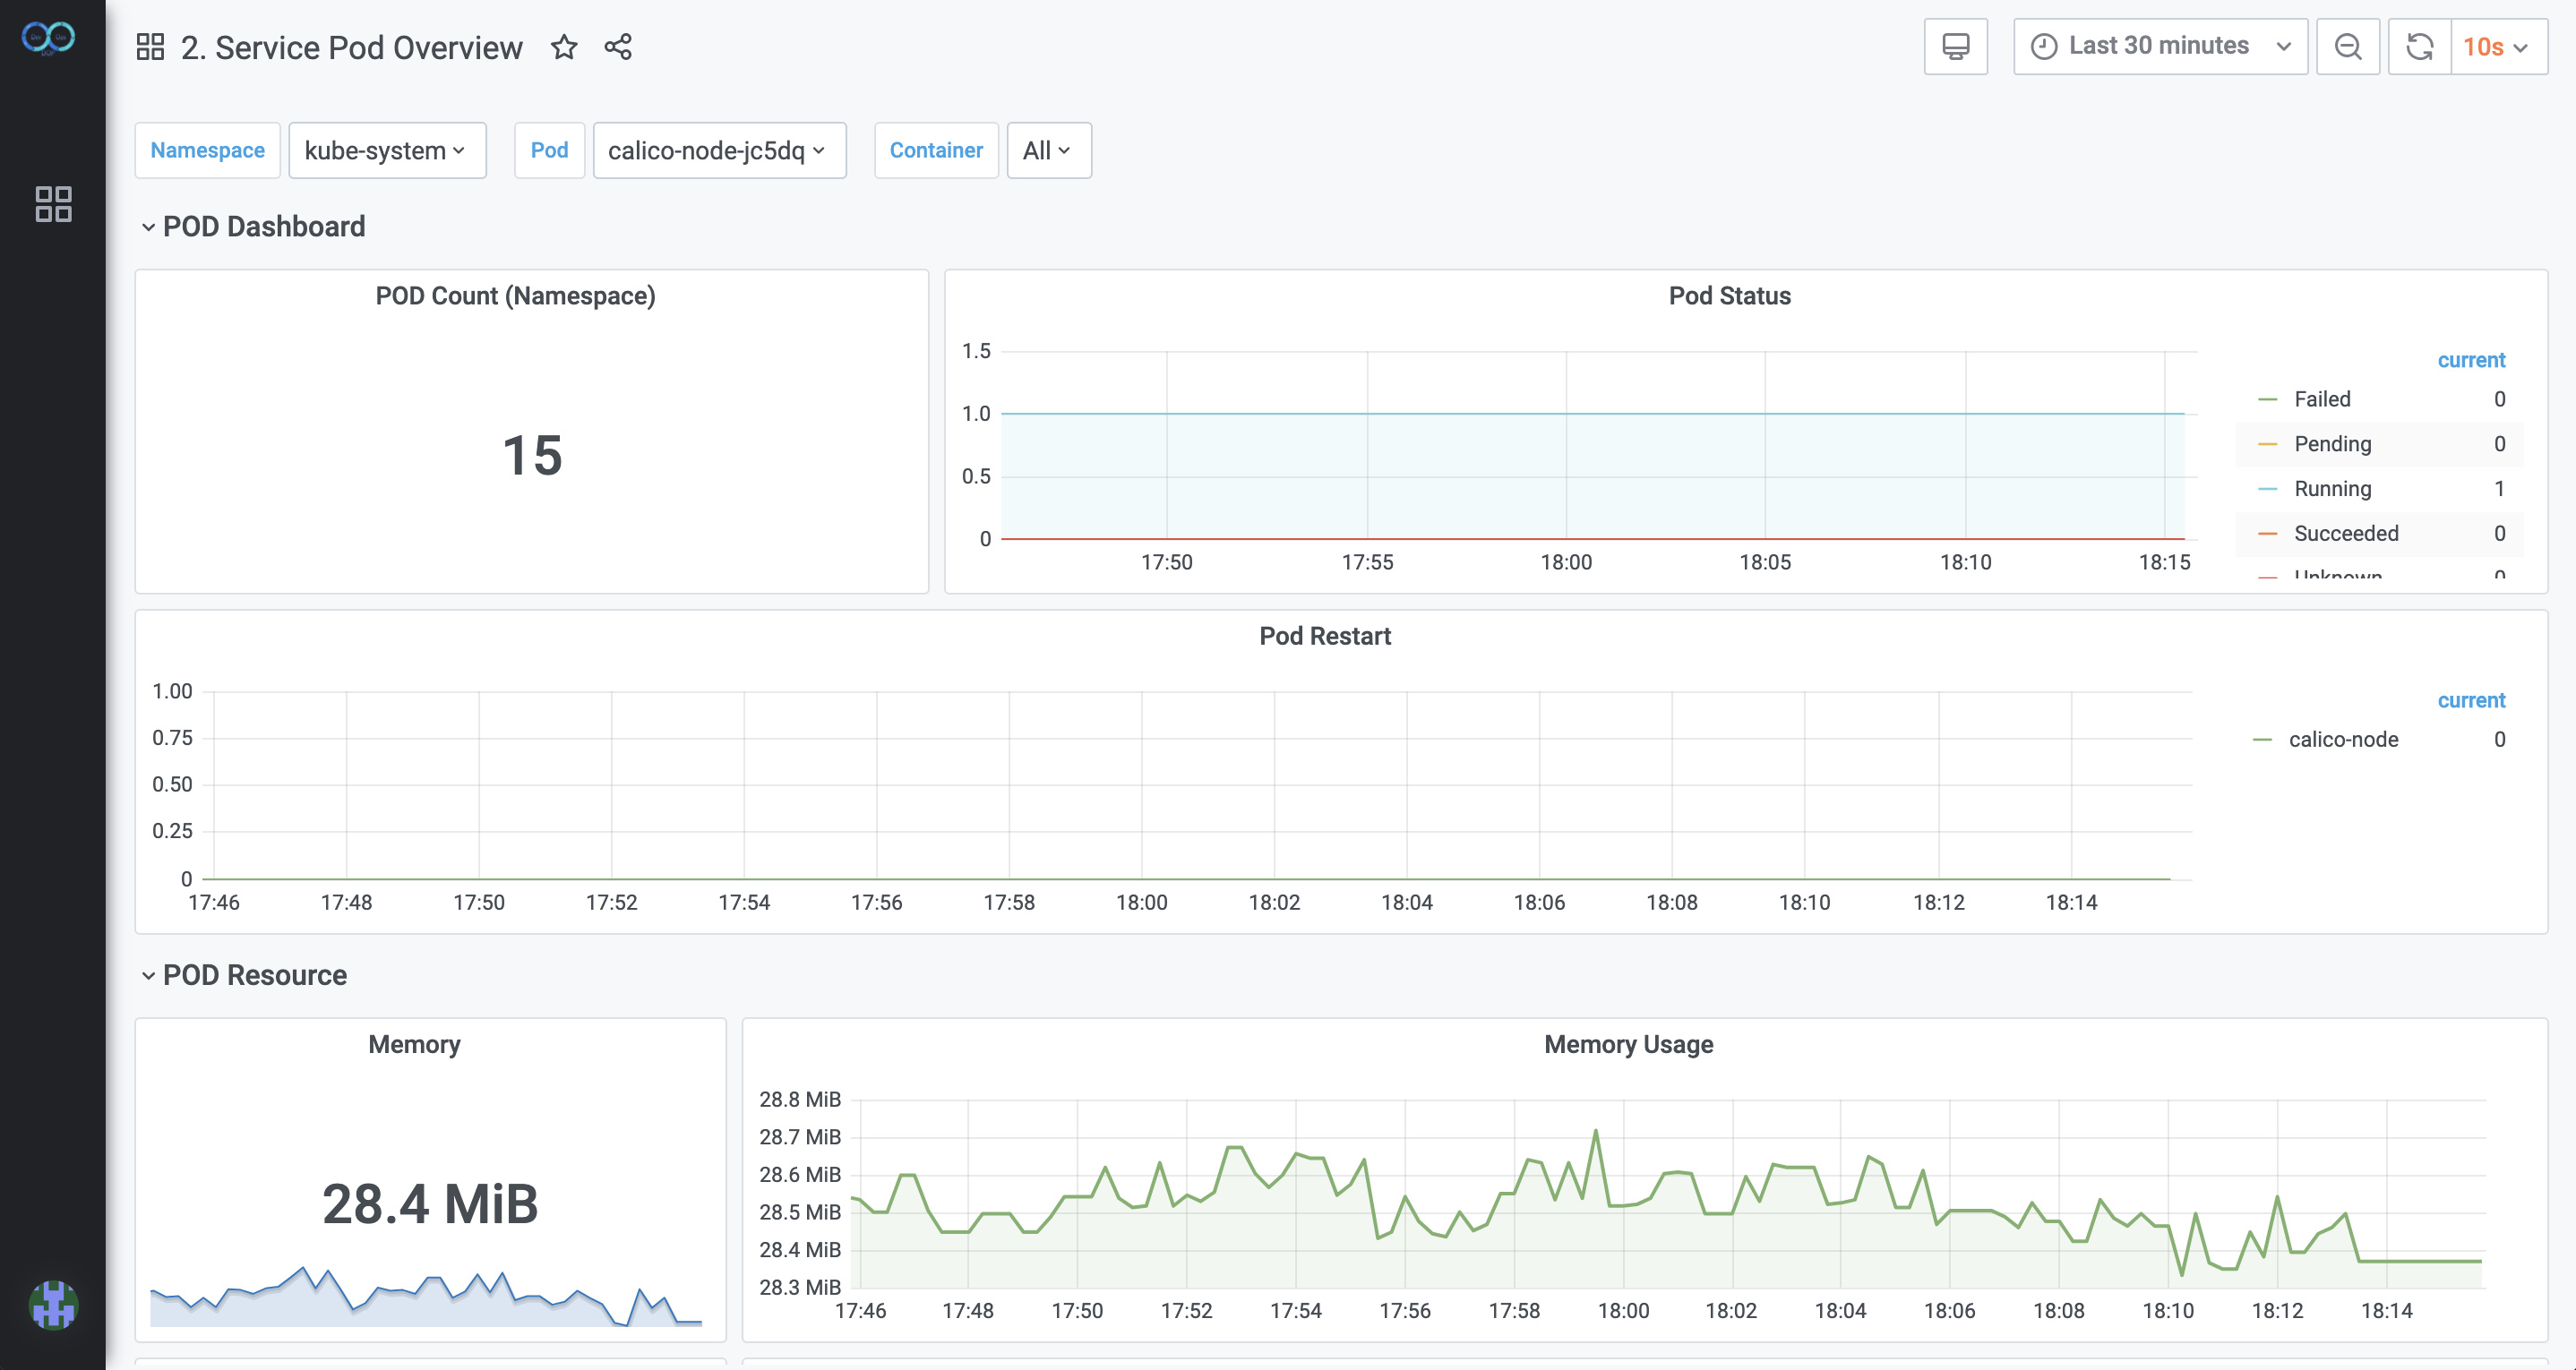 2. Service Pod Overview
Last 30 minutes
10s
Namespace kube-system Pod calico-node-jc5dq Container All
POD Dashboard
POD Count (Namespace)
15
Pod Status
1.5
1.0
0.5
0
17:50 17:55 18:00 18:05 18:10 18:15
current
Failed 0
Pending 0
Running 1
Succeeded 0
Unknown 0
Pod Restart
1.00
0.75
0.50
0.25
0
17:46 17:48 17:50 17:52 17:54 17:56 17:58 18:00 18:02 18:04 18:06 18:08 18:10 18:12 18:14
current
calico-node 0
POD Resource
Memory
28.4 MiB
Memory Usage
28.8 MiB
28.7 MiB
28.6 MiB
28.5 MiB
28.4 MiB
28.3 MiB
17:46 17:48 17:50 17:52 17:54 17:56 17:58 18:00 18:02 18:04 18:06 18:08 18:10 18:12 18:14